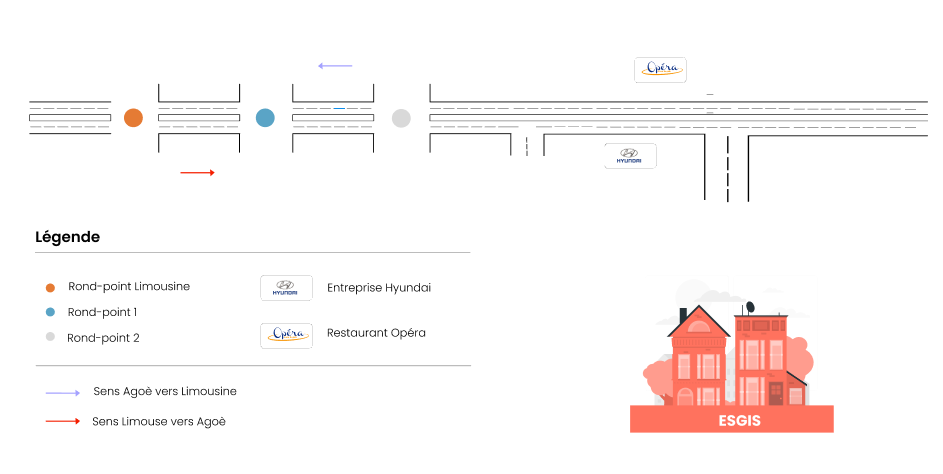 Opéra
HYUNDAI
Légende
Rond-point Limousine
HYUNDAI
Entreprise Hyundai
Rond-point 1
Rond-point 2
Opéra
Restaurant Opéra
Sens Agoè vers Limousine
Sens Limouse vers Agoè
ESGIS